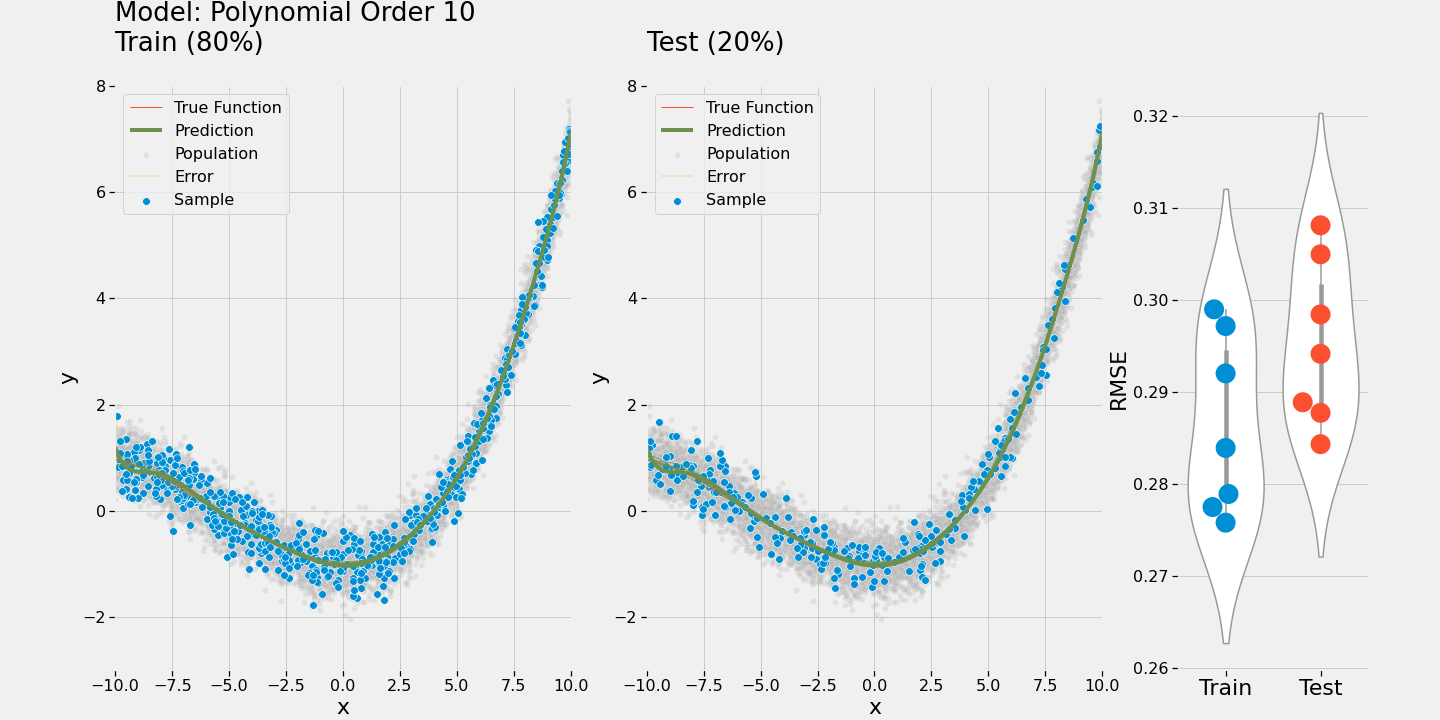 Model: Polynomial Order 10
Train (80%)
Test (20%)
8
6
4
2
0
−2
True Function
Prediction
Population
Error
Sample
y
−10.0 −7.5 −5.0 −2.5 0.0 2.5 5.0 7.5 10.0
x
8
6
4
2
0
−2
True Function
Prediction
Population
Error
Sample
y
−10.0 −7.5 −5.0 −2.5 0.0 2.5 5.0 7.5 10.0
x
0.32
0.31
0.30
0.29
0.28
0.27
0.26
RMSE
Train Test